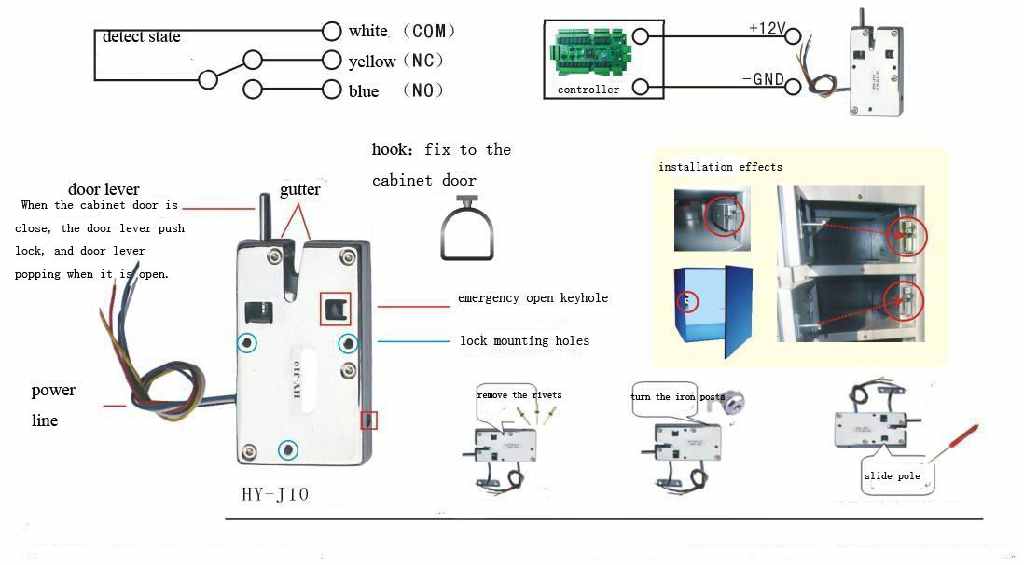 detect state
white （COM）
yellow （NC）
blue （NO）
controller
+12V
-GND
hook: fix to the
cabinet door
door lever
When the cabinet door is
close, the door lever push
lock, and door lever
popping when it is open.
gutter
emergency open keyhole
lock mounting holes
power
line
HY-J10
HY-J10
installation effects
remove the rivets
turn the iron posts
slide pole